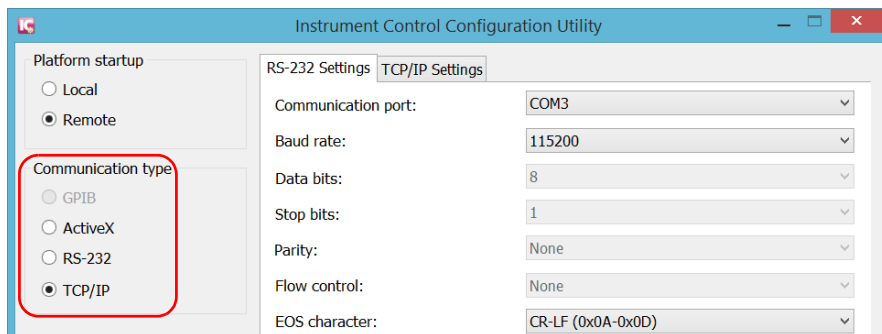 IC
Instrument Control Configuration Utility
Platform startup
Local
Remote
Communication type
GPIB
ActiveX
RS-232
TCP/IP
RS-232 Settings TCP/IP Settings
Communication port: COM3
Baud rate: 115200
Data bits: 8
Stop bits: 1
Parity: None
Flow control: None
EOS character: CR-LF (0x0A-0x0D)